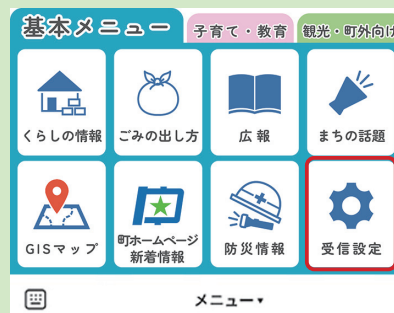 基本メニュー
子育て・教育
観光・町外向け
くらしの情報
ごみの出し方
広報
まちの話題
GISマップ
町ホームページ
新着情報
防災情報
受信設定
メニュー▾